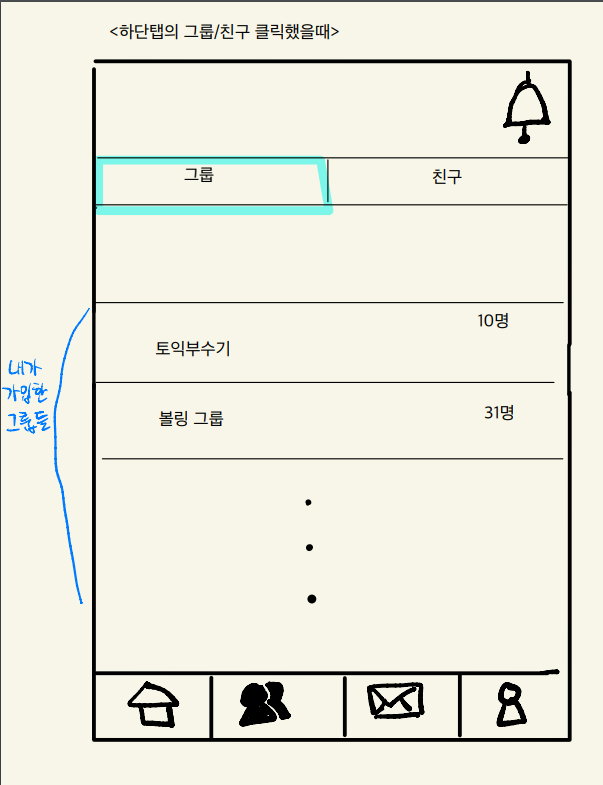 <하단탭의 그룹/친구 클릭했을때>
그룹
친구
10명
토익부수기
31명
볼링 그룹
내가
가입한
그룹들